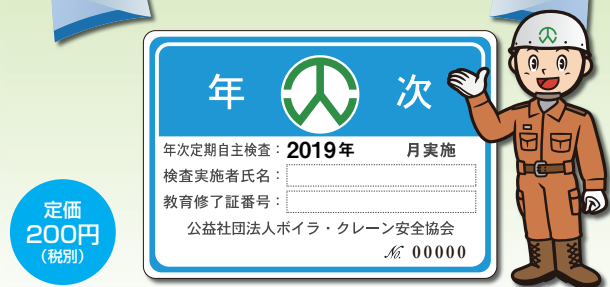 年 次
年次定期自主検査：2019年 月実施
検査実施者氏名：
教育修了証番号：
公益社団法人ボイラ・クレーン安全協会
№ 00000
定価
200円
(税別)